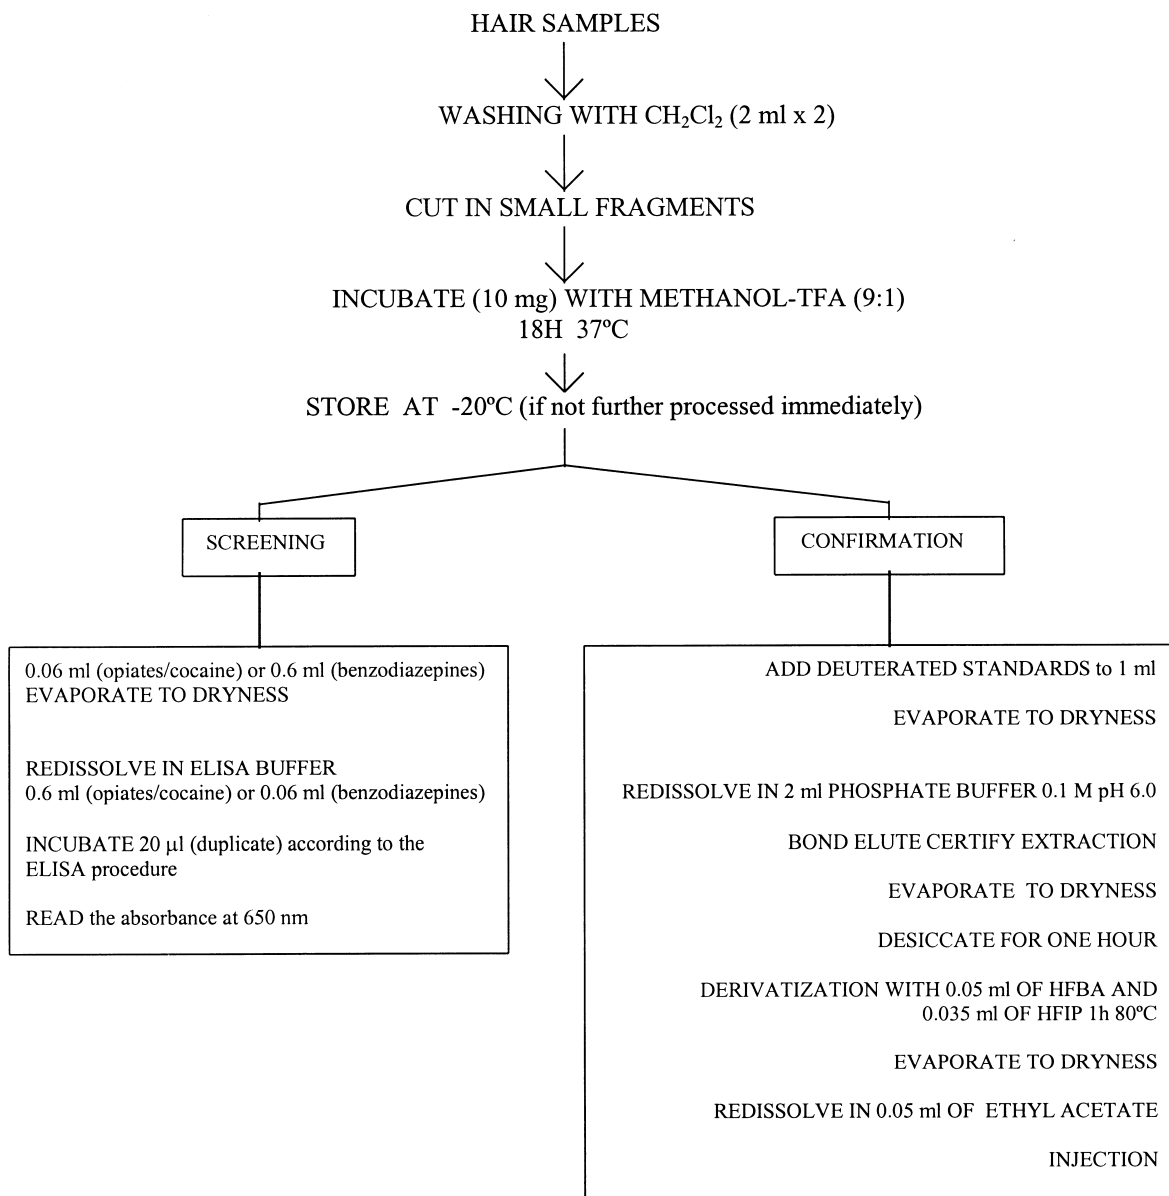 HAIR SAMPLES
WASHING WITH CH₂Cl₂ (2 ml x 2)
CUT IN SMALL FRAGMENTS
INCUBATE (10 mg) WITH METHANOL-TFA (9:1)
18H 37ºC
STORE AT -20ºC (if not further processed immediately)
SCREENING
0.06 ml (opiates/cocaine) or 0.6 ml (benzodiazepines)
EVAPORATE TO DRYNESS
REDISSOLVE IN ELISA BUFFER
0.6 ml (opiates/cocaine) or 0.06 ml (benzodiazepines)
INCUBATE 20 µl (duplicate) according to the
ELISA procedure
READ the absorbance at 650 nm
CONFIRMATION
ADD DEUTERATED STANDARDS to 1 ml
EVAPORATE TO DRYNESS
REDISSOLVE IN 2 ml PHOSPHATE BUFFER 0.1 M pH 6.0
BOND ELUTE CERTIFY EXTRACTION
EVAPORATE TO DRYNESS
DESICCATE FOR ONE HOUR
DERIVATIZATION WITH 0.05 ml OF HFBA AND
0.035 ml OF HFIP 1h 80ºC
EVAPORATE TO DRYNESS
REDISSOLVE IN 0.05 ml OF ETHYL ACETATE
INJECTION